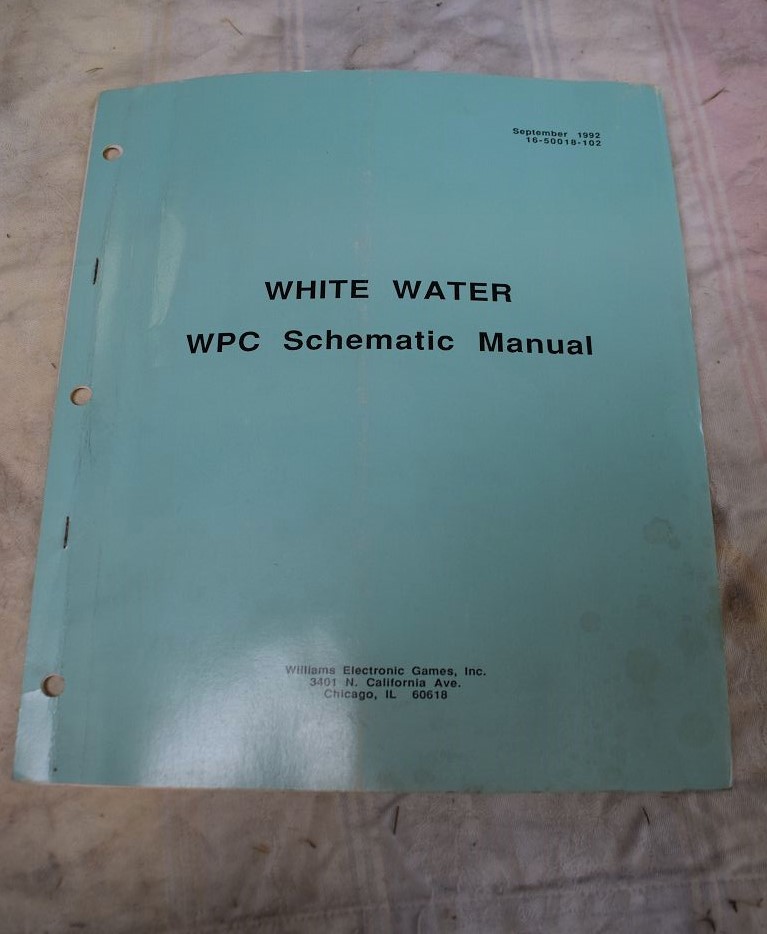 September 1992
16-50018-102
WHITE WATER
WPC Schematic Manual
Williams Electronic Games, Inc.
3401 N. California Ave.
Chicago, IL 60618